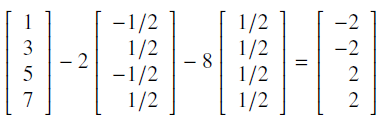 [ 1 ] [ −1/2 ] [ 1/2 ] [ −2 ]
[ 3 ] − 2 [ 1/2 ] − 8 [ 1/2 ] = [ −2 ]
[ 5 ] [ −1/2 ] [ 1/2 ] [ 2 ]
[ 7 ] [ 1/2 ] [ 1/2 ] [ 2 ]